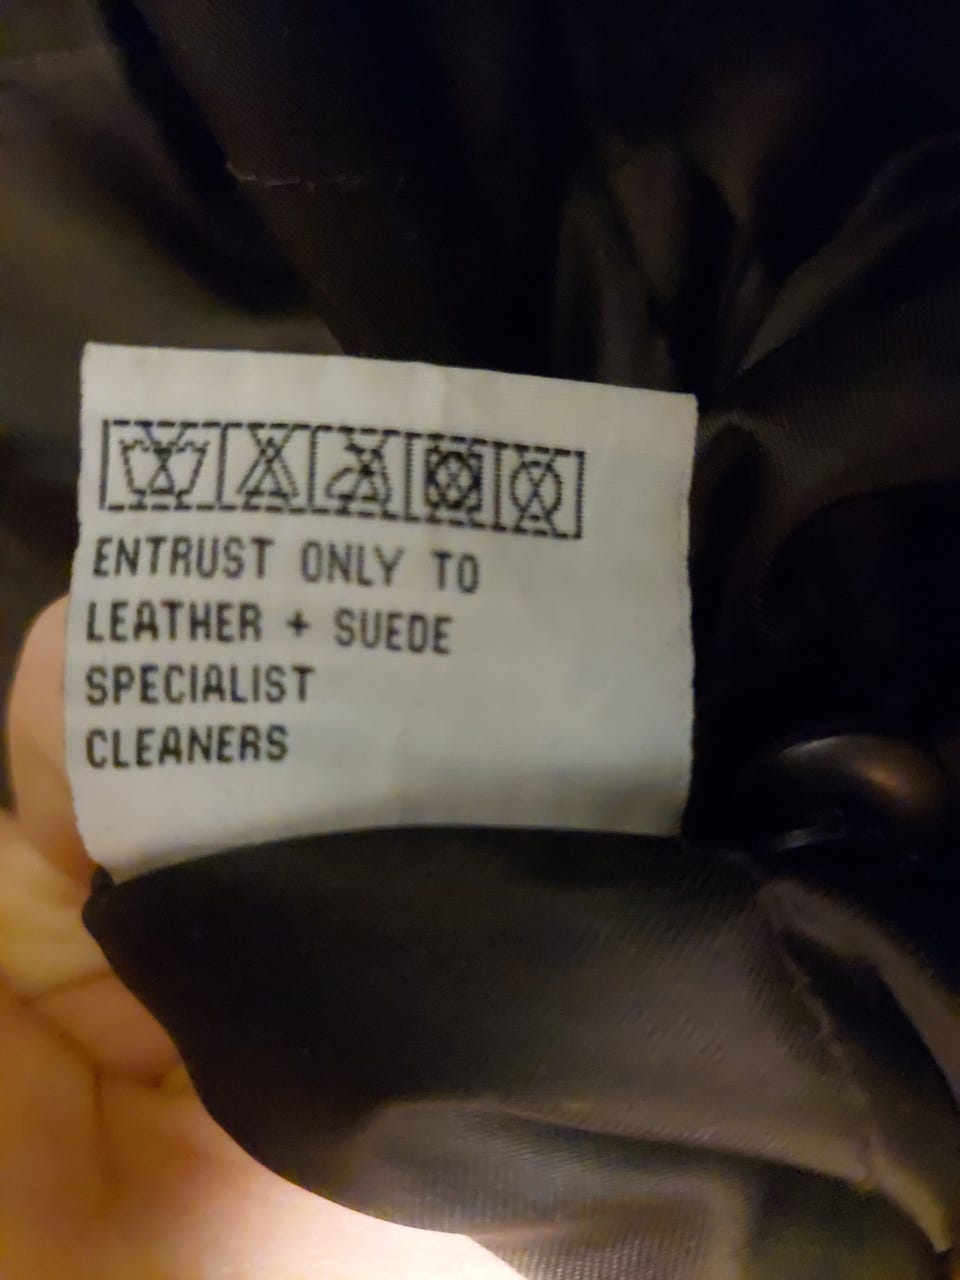 ENTRUST ONLY TO
LEATHER + SUEDE
SPECIALIST
CLEANERS